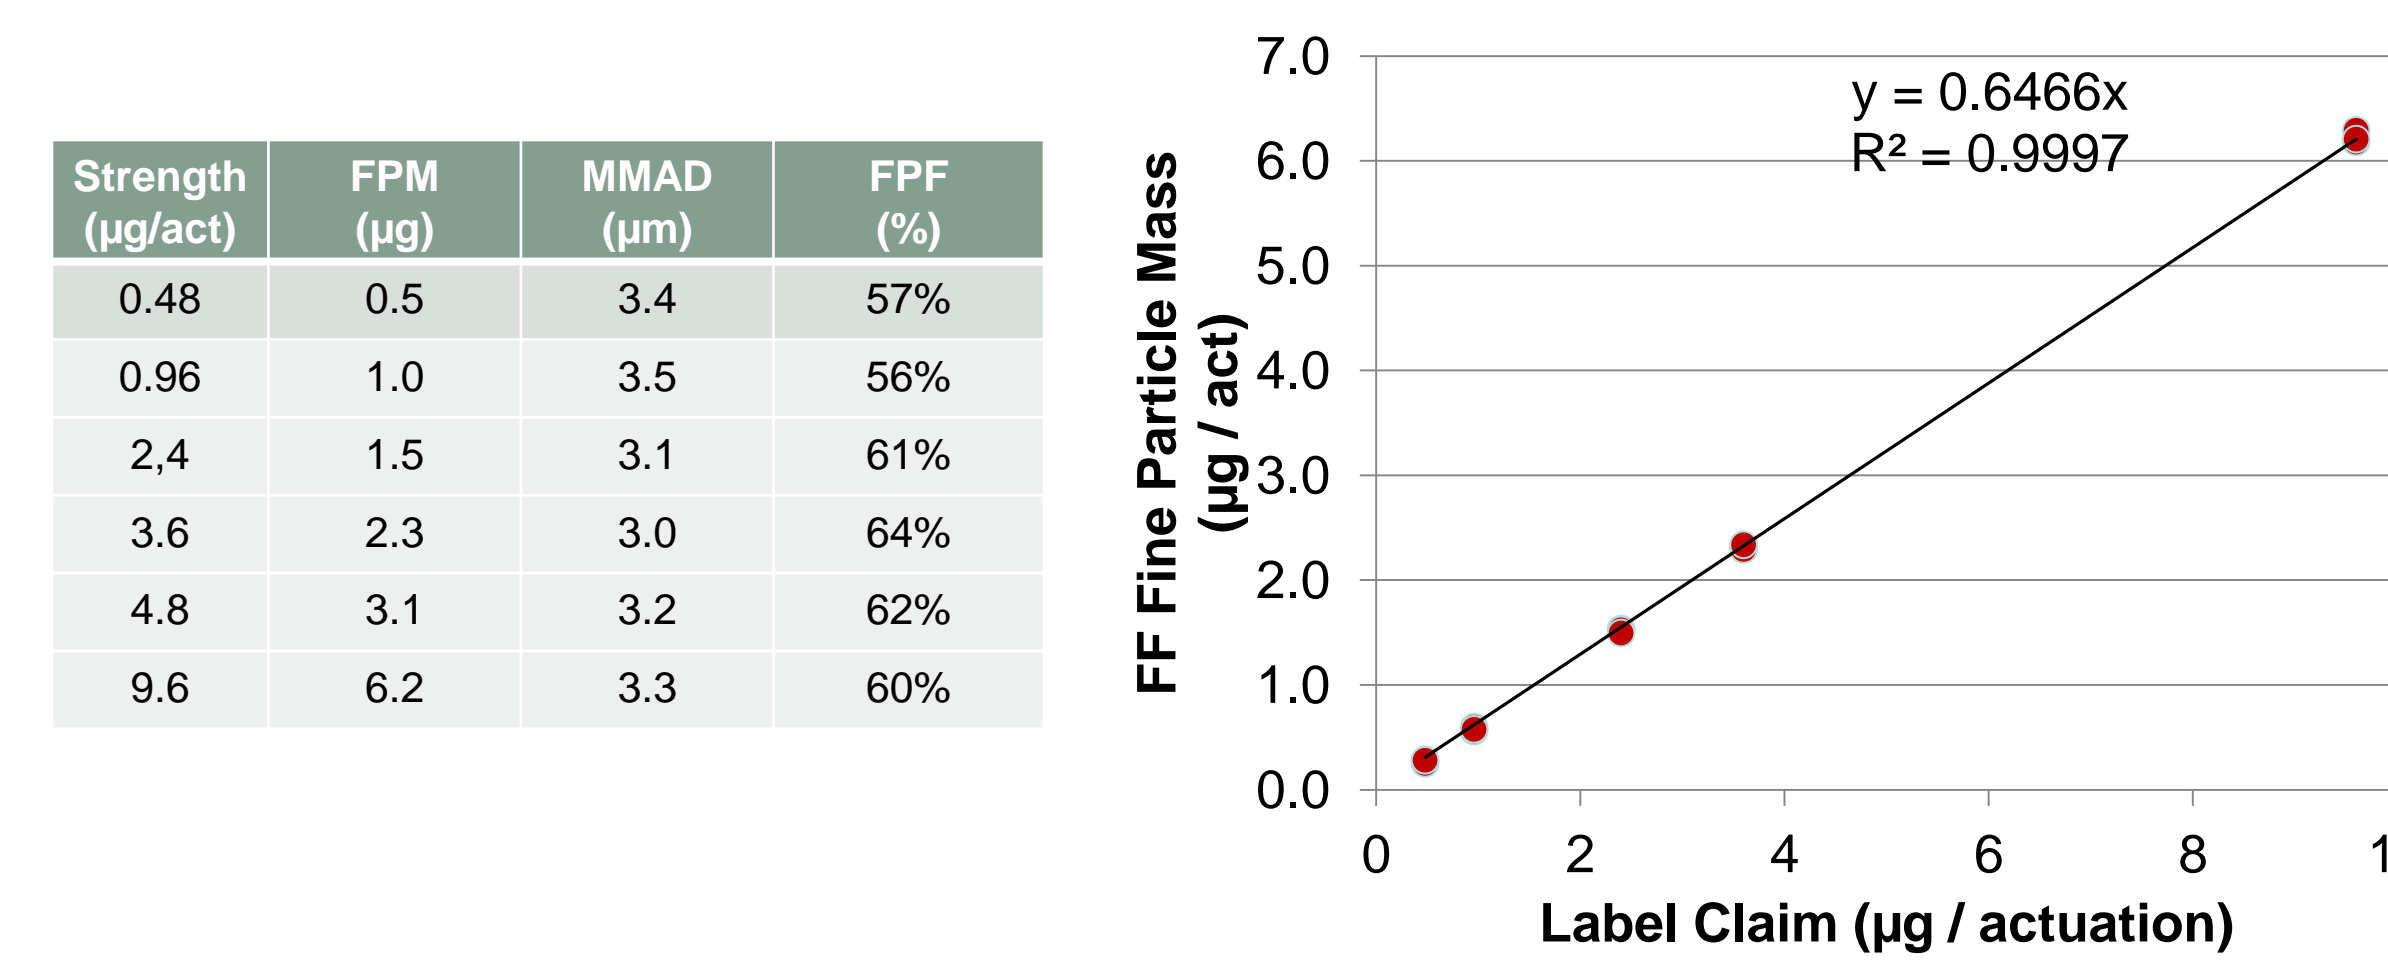 Strength (µg/act) FPM (µg) MMAD (µm) FPF (%)
0.48 0.5 3.4 57%
0.96 1.0 3.5 56%
2,4 1.5 3.1 61%
3.6 2.3 3.0 64%
4.8 3.1 3.2 62%
9.6 6.2 3.3 60%
FF Fine Particle Mass
(µg / act)
7.0
6.0
5.0
4.0
3.0
2.0
1.0
0.0
y = 0.6466x
R² = 0.9997
0 2 4 6 8 1
Label Claim (µg / actuation)